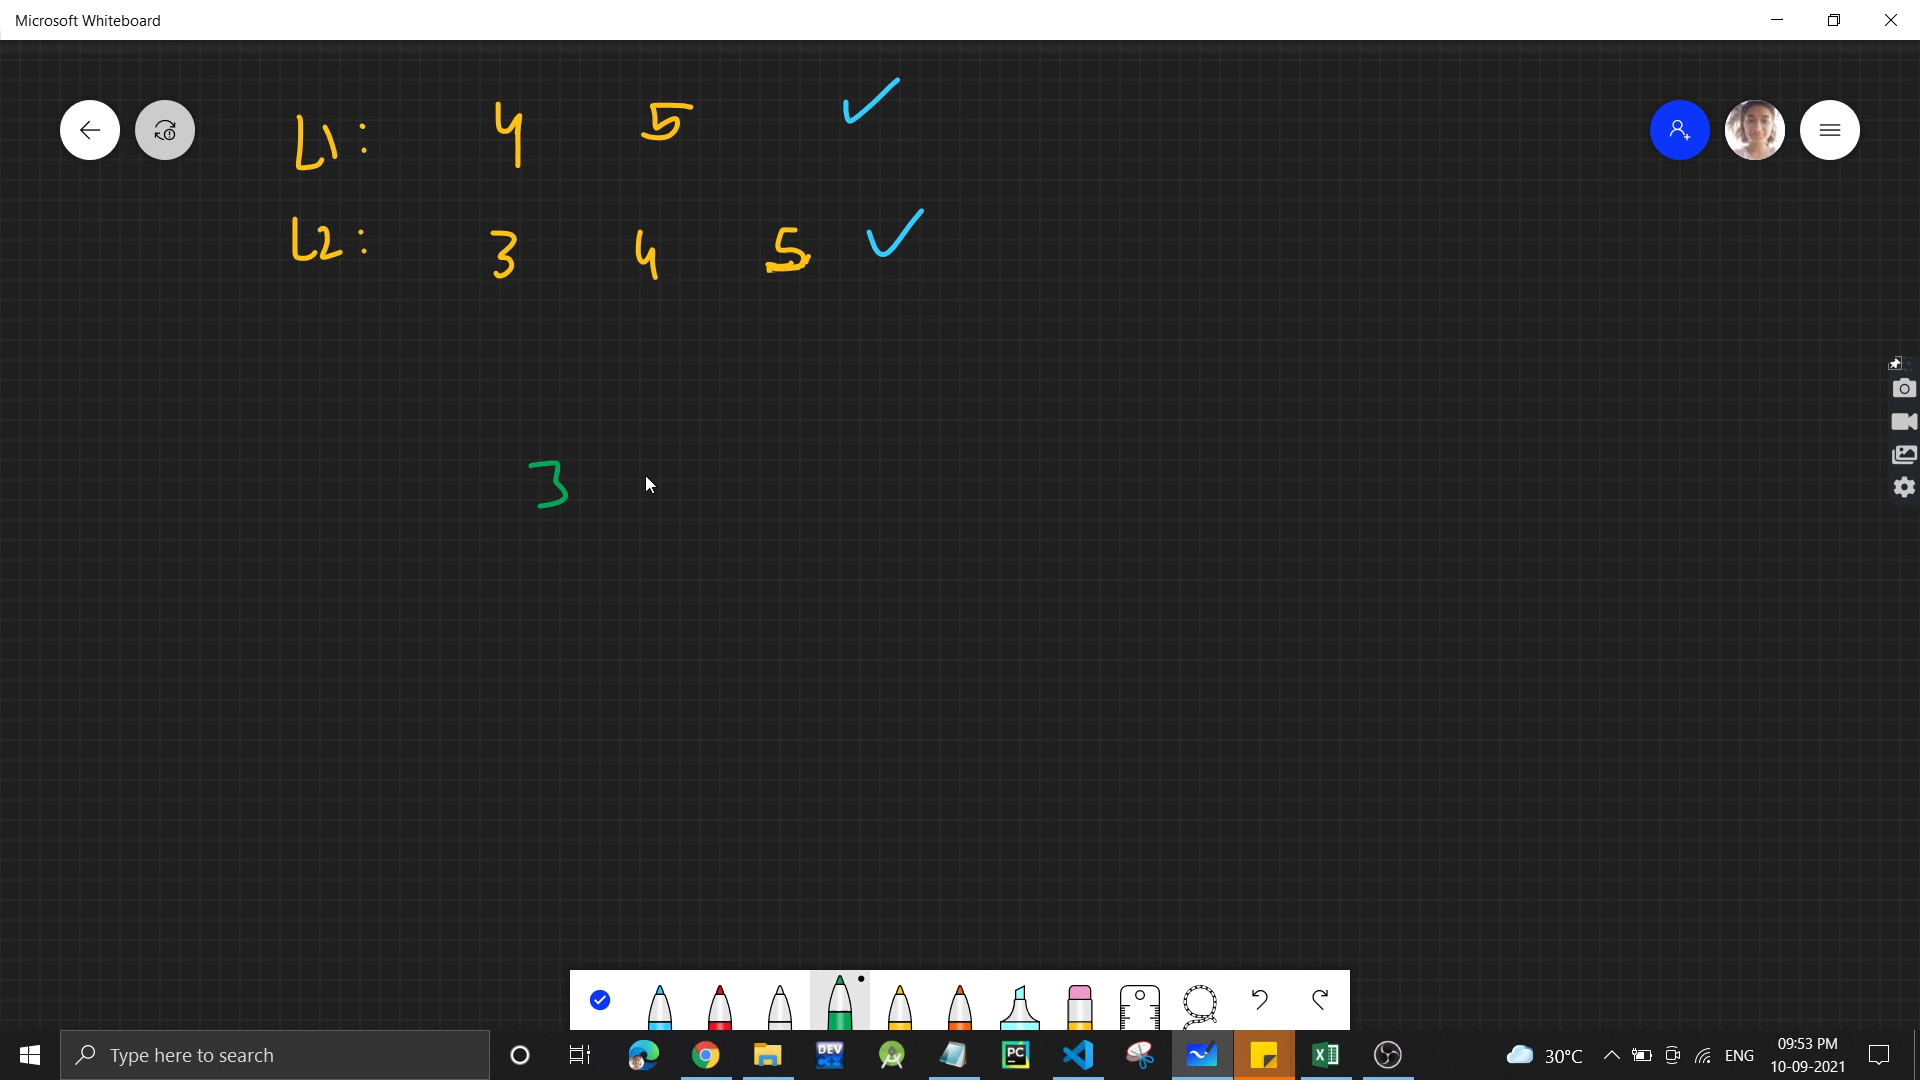 Microsoft Whiteboard
L1: 4 5
L2: 3 4 5
3
Type here to search
DEV
PC
30°C
ENG
09:53 PM
10-09-2021